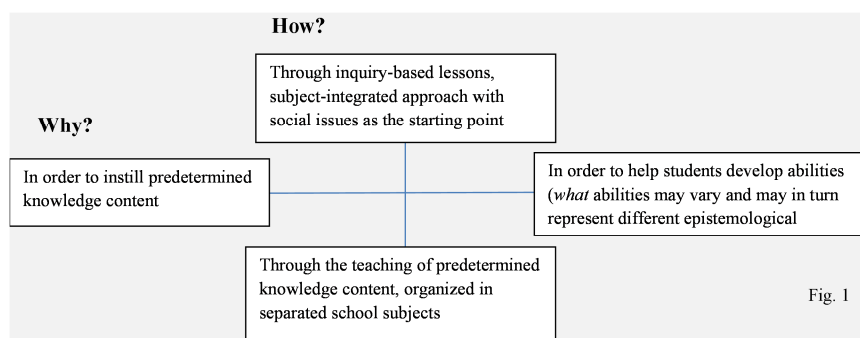 How?
Through inquiry-based lessons,
subject-integrated approach with
social issues as the starting point
Why?
In order to instill predetermined
knowledge content
In order to help students develop abilities
(what abilities may vary and may in turn
represent different epistemological
Through the teaching of predetermined
knowledge content, organized in
separated school subjects
Fig. 1